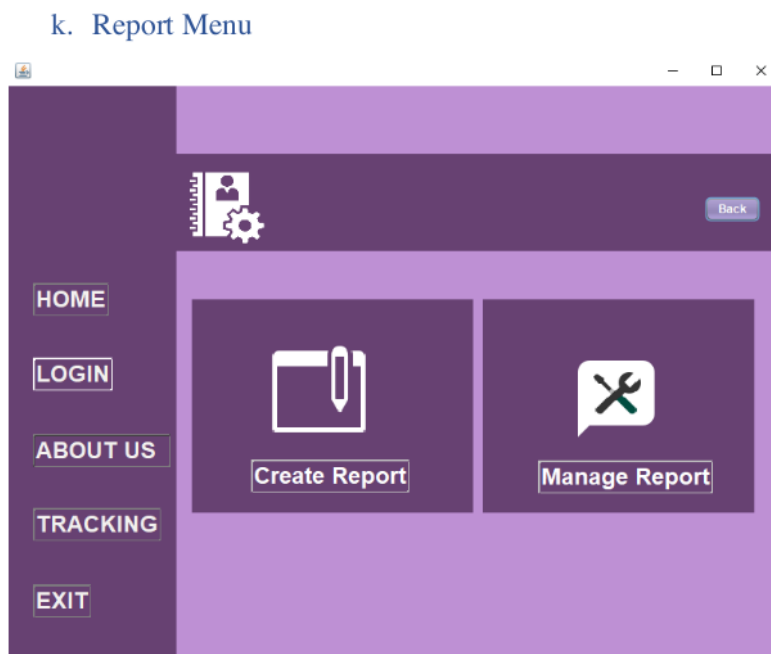 k. Report Menu
Back
HOME
LOGIN
ABOUT US
TRACKING
EXIT
Create Report
Manage Report